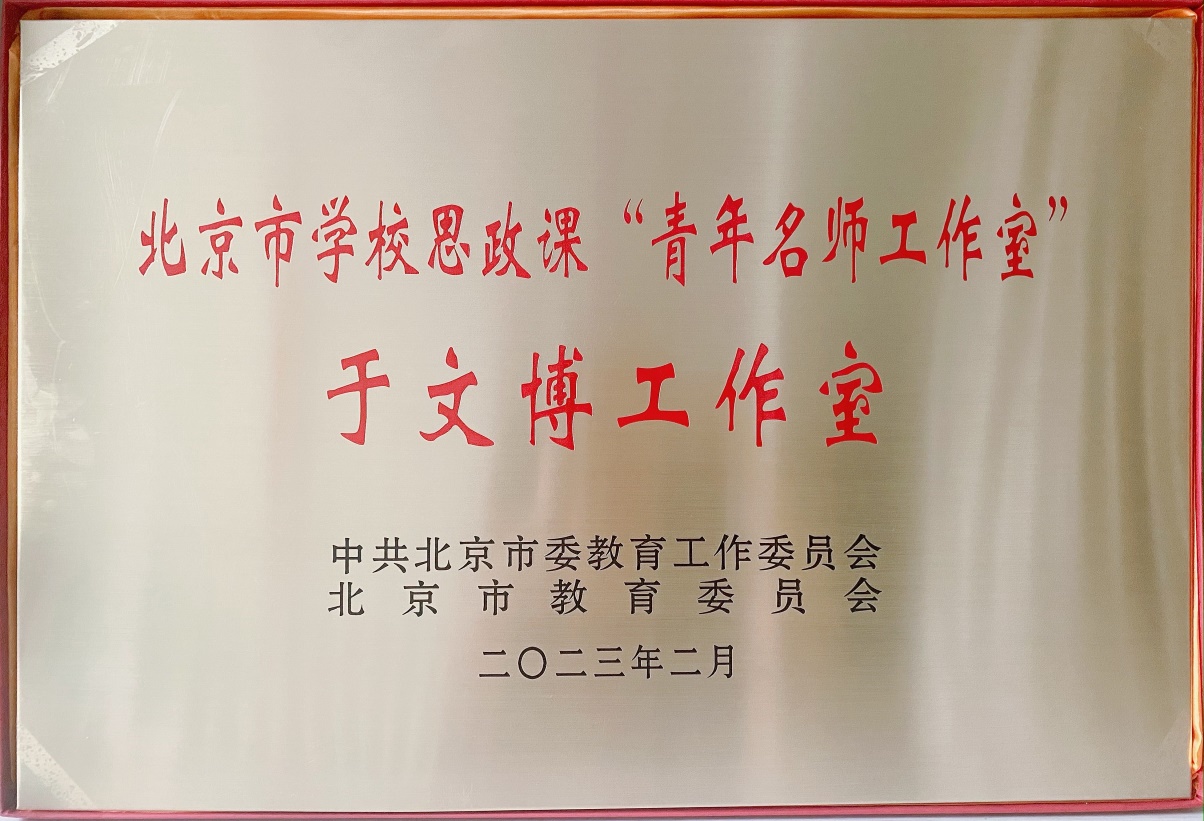 北京市学校思政课“青年名师工作室”
于文博工作室
中共北京市委教育工作委员会
北京市教育委员会
二〇二三年二月